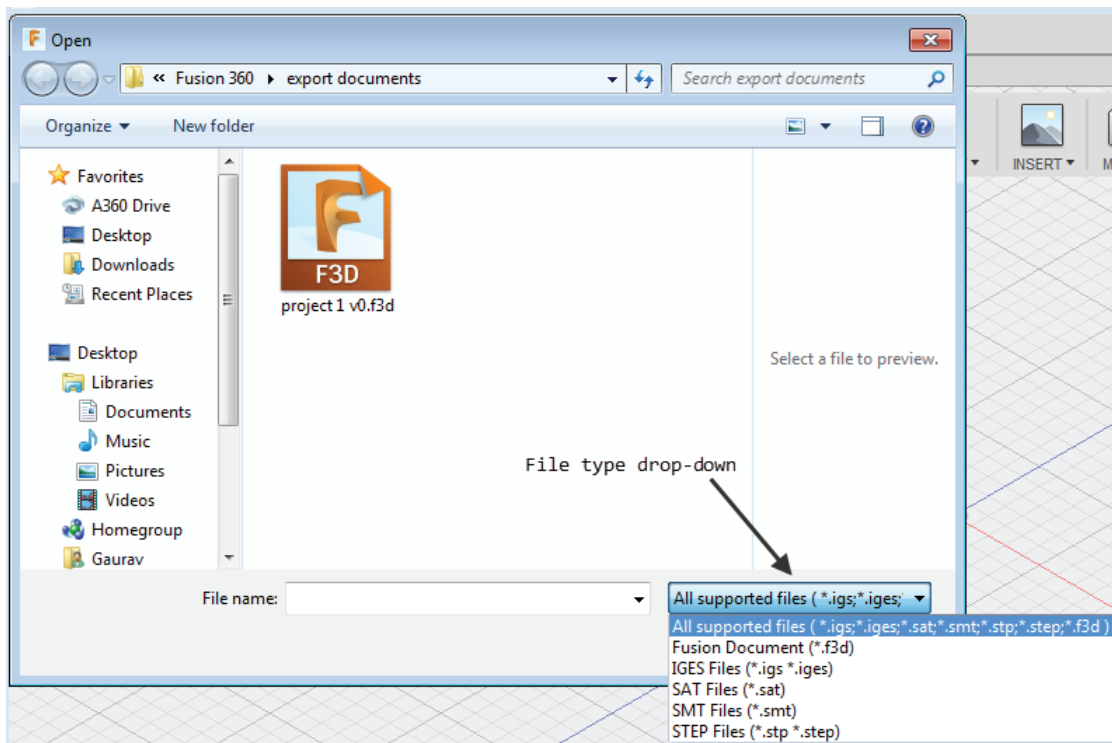 Open
« Fusion 360 ▸ export documents
Search export documents
Organize ▼ New folder
INSERT ▼
M
Favorites
A360 Drive
Desktop
Downloads
Recent Places
Desktop
Libraries
Documents
Music
Pictures
Videos
Homegroup
Gaurav
F3D
project 1 v0.f3d
Select a file to preview.
File type drop-down
File name:
All supported files ( *.igs;*.iges;
All supported files ( *.igs;*.iges;*.sat;*.smt;*.stp;*.step;*.f3d )
Fusion Document (*.f3d)
IGES Files (*.igs *.iges)
SAT Files (*.sat)
SMT Files (*.smt)
STEP Files (*.stp *.step)